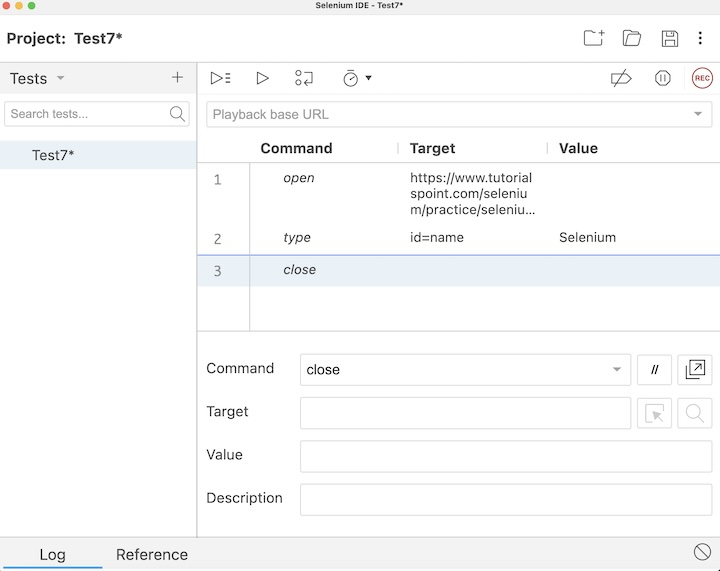 Selenium IDE - Test7*
Project: Test7*
Tests
REC
Search tests...
Playback base URL
Test7*
Command Target Value
1 open https://www.tutorial
spoint.com/seleniu
m/practice/seleniu...
2 type id=name Selenium
3 close
Command close //
Target
Value
Description
Log Reference